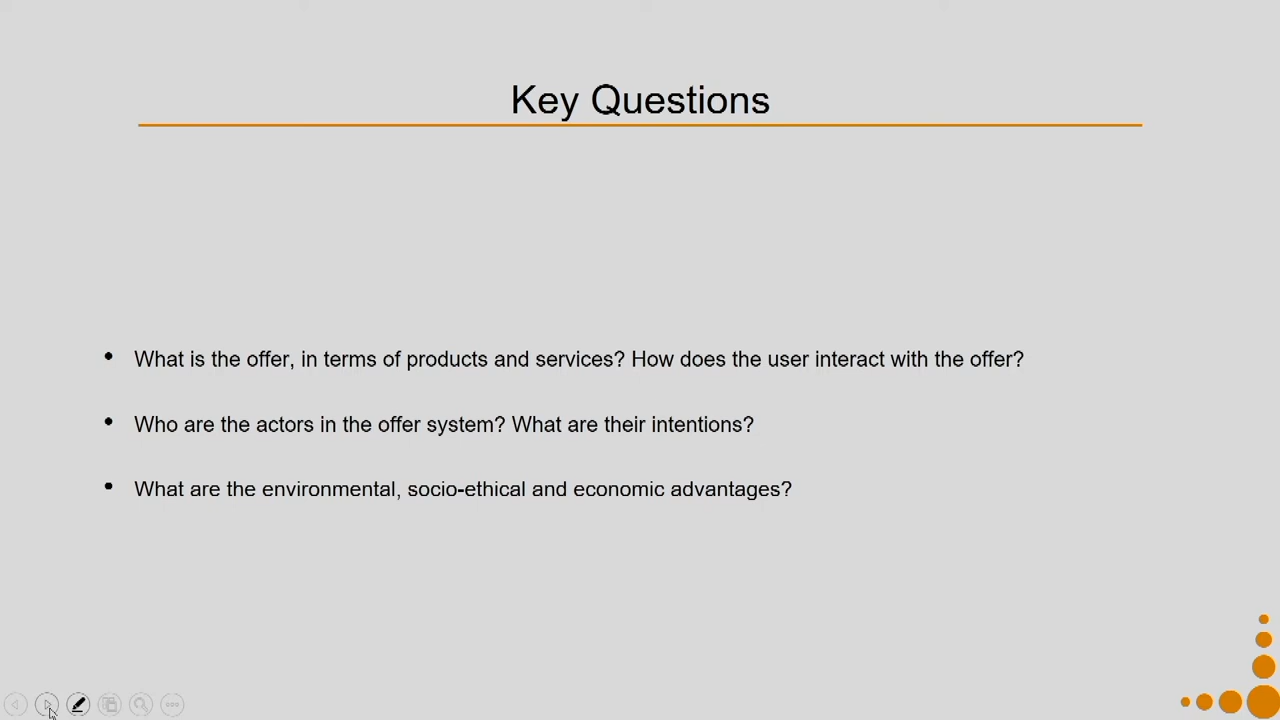 Key Questions
• What is the offer, in terms of products and services? How does the user interact with the offer?
• Who are the actors in the offer system? What are their intentions?
• What are the environmental, socio-ethical and economic advantages?